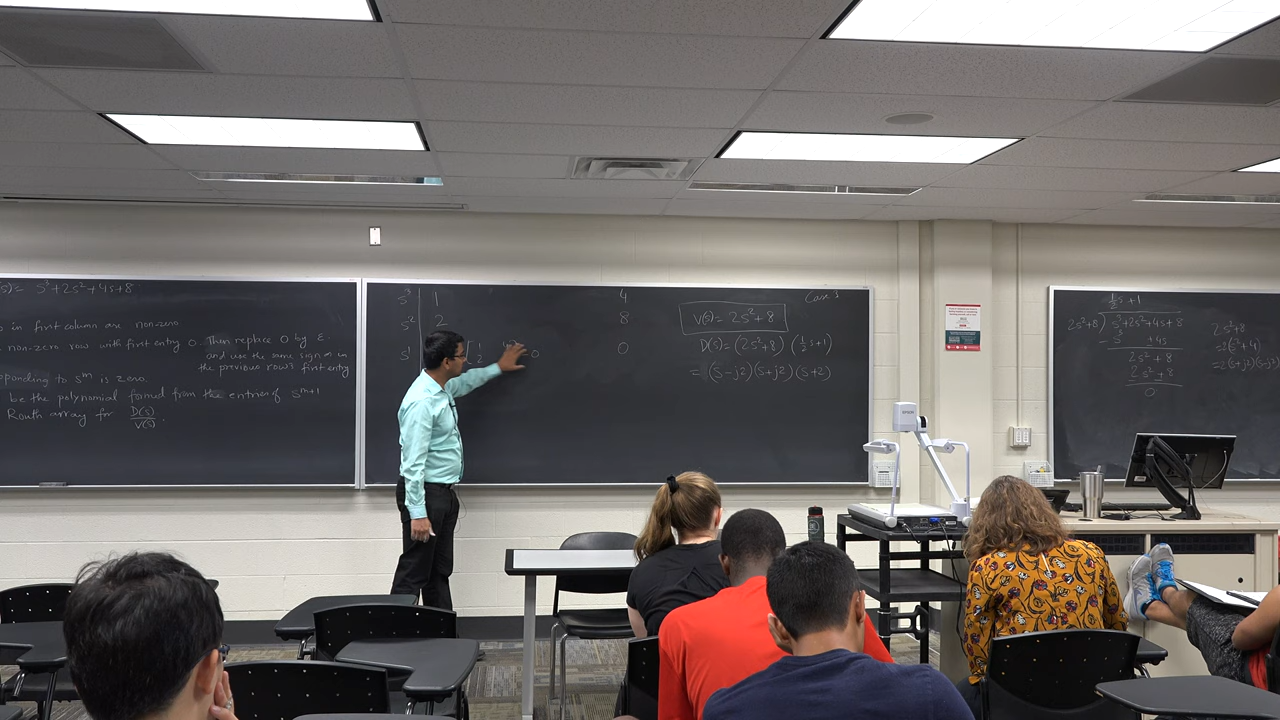 (s) = s³+2s²+4s+8
o in first column are non-zero
non-zero row with first entry 0. Then replace 0 by ε
and use its same sign as in
the previous row's first entry
sponding to sᵐ is zero.
be the polynomial formed from the entries of sᵐ⁺¹
Routh array for D(s)/V(s).
s³ 1 4
s² 2 8
s¹ 0 0
Case 3
V(s) = 2s²+8
D(s) = (2s²+8) (½s+1)
= (s-j2)(s+j2)(s+2)
½s+1
2s²+8 ) s³+2s²+4s+8
- s³ +4s
2s²+8
2s²+8
0
2s²+8
=2(s²+4)
=2(s+j2)(s-j2)